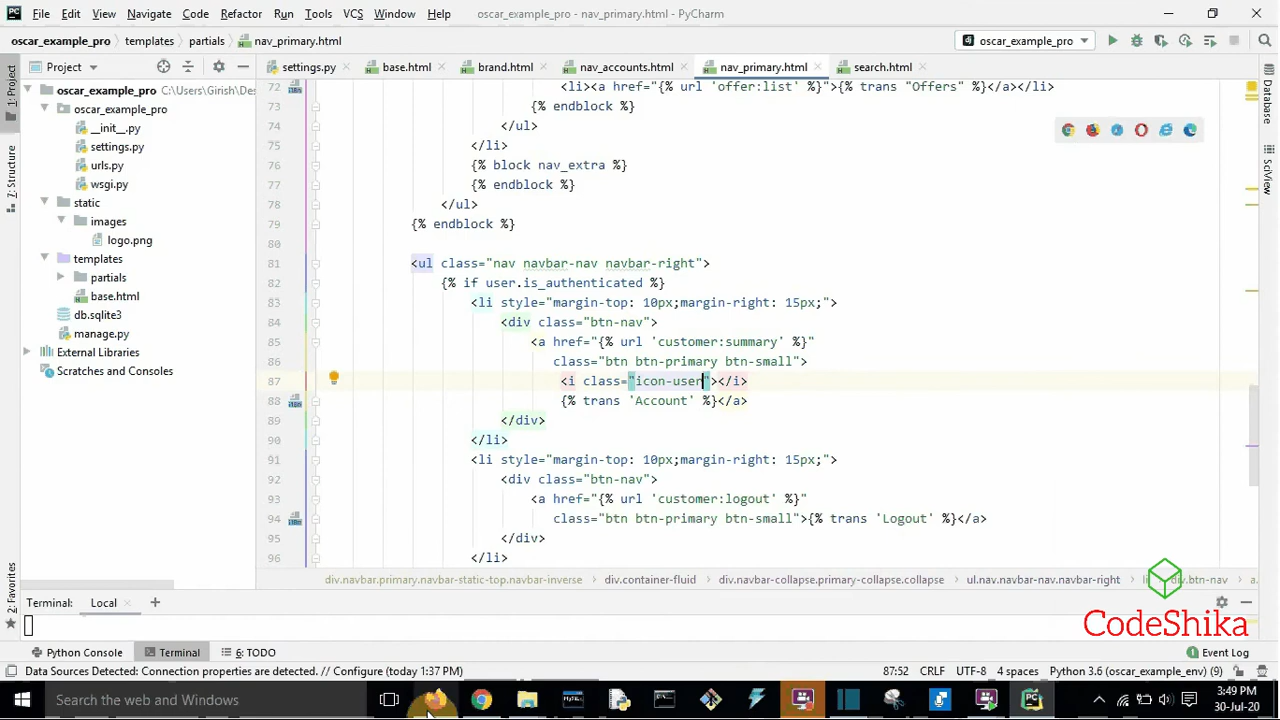 File Edit View Navigate Code Refactor Run Tools VCS Window Help oscar_example_pro - nav_primary.html - PyCharm
oscar_example_pro templates partials nav_primary.html oscar_example_pro
Project settings.py base.html brand.html nav_accounts.html nav_primary.html search.html
1: Project
7: Structure
2: Favorites
Database
SciView
oscar_example_pro C:\Users\Girish\De
oscar_example_pro
__init__.py
settings.py
urls.py
wsgi.py
static
images
logo.png
templates
partials
base.html
db.sqlite3
manage.py
External Libraries
Scratches and Consoles
72 <li><a href="{% url 'offer:list' %}">{% trans "Offers" %}</a></li>
73 {% endblock %}
74 </ul>
75 </li>
76 {% block nav_extra %}
77 {% endblock %}
78 </ul>
79 {% endblock %}
80
81 <ul class="nav navbar-nav navbar-right">
82 {% if user.is_authenticated %}
83 <li style="margin-top: 10px;margin-right: 15px;">
84 <div class="btn-nav">
85 <a href="{% url 'customer:summary' %}"
86 class="btn btn-primary btn-small">
87 <i class="icon-user"></i>
88 {% trans 'Account' %}</a>
89 </div>
90 </li>
91 <li style="margin-top: 10px;margin-right: 15px;">
92 <div class="btn-nav">
93 <a href="{% url 'customer:logout' %}"
94 class="btn btn-primary btn-small">{% trans 'Logout' %}</a>
95 </div>
96 </li>
div.navbar.primary.navbar-static-top.navbar-inverse div.container-fluid div.navbar-collapse.primary-collapse.collapse ul.nav.navbar-nav.navbar-right div.btn-nav a.
Terminal: Local
CodeShika
Python Console Terminal 6: TODO Event Log
Data Sources Detected: Connection properties are detected. // Configure (today 1:37 PM) 87:52 CRLF UTF-8 4 spaces Python 3.6 (oscar_example_env) (9)
Search the web and Windows
3:49 PM
30-Jul-20